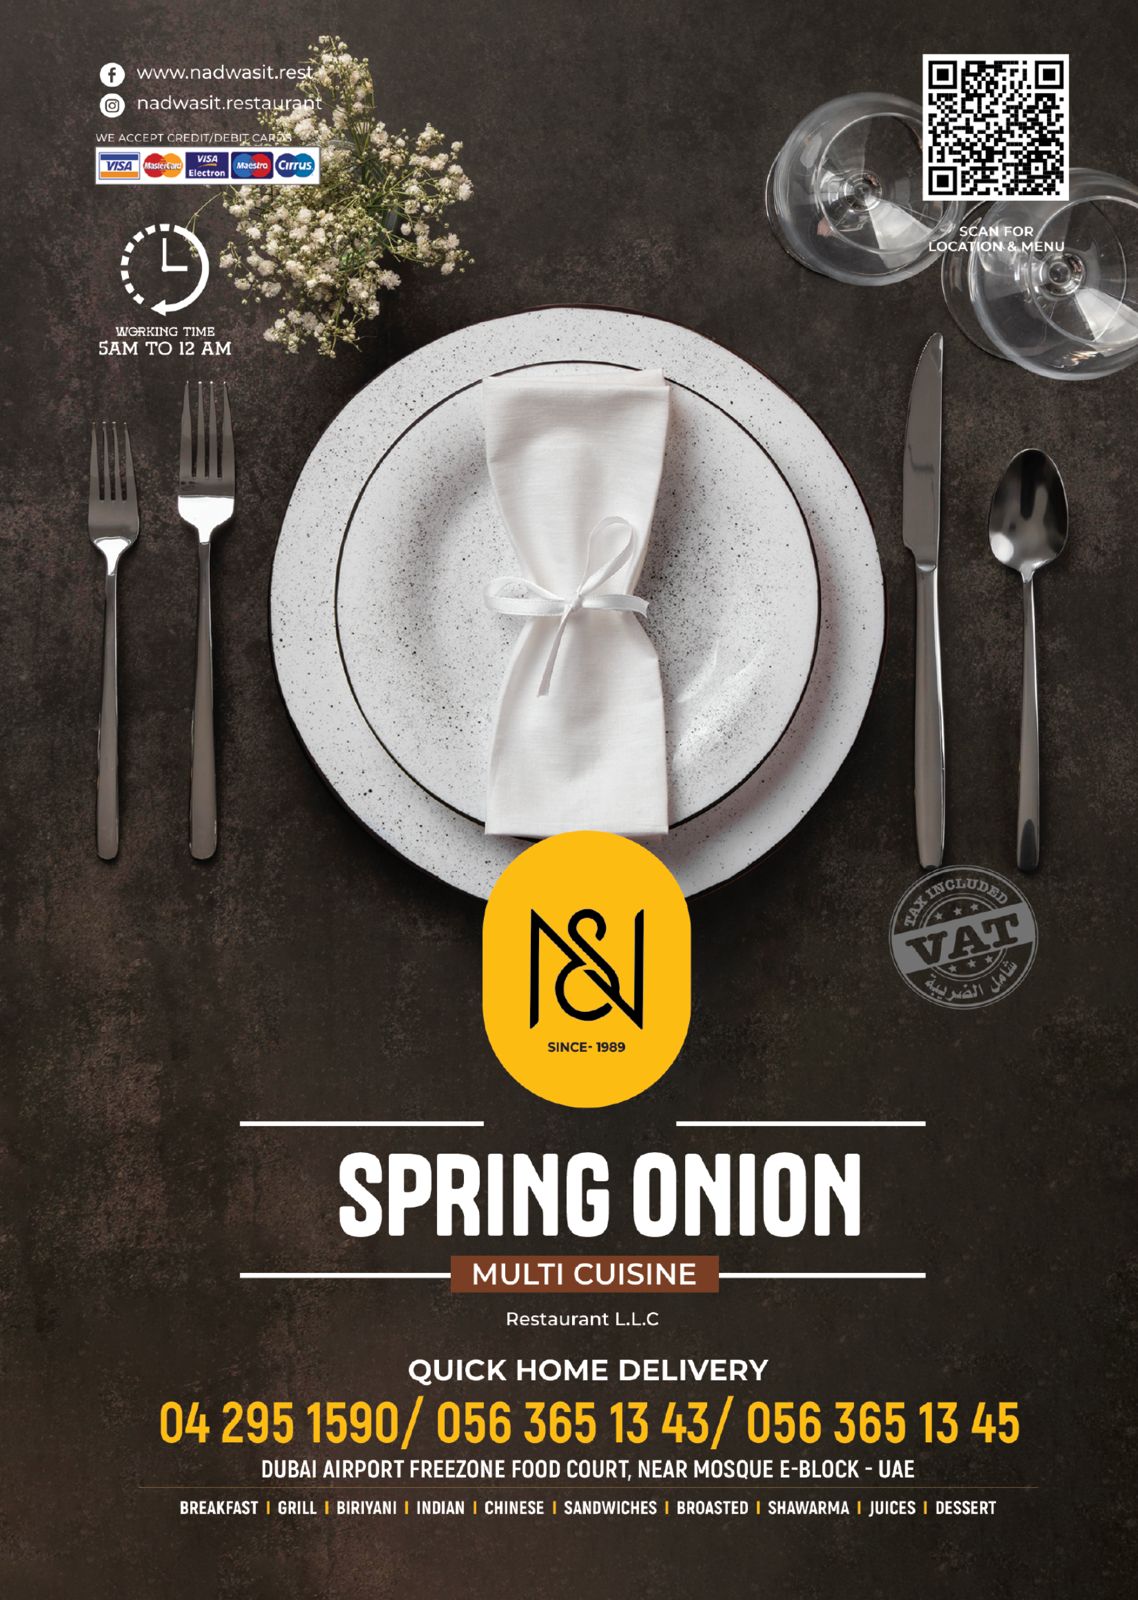 www.nadwasit.rest
nadwasit.restaurant
WE ACCEPT CREDIT/DEBIT CARDS
VISA MasterCard VISA Electron Maestro Cirrus
SCAN FOR
LOCATION & MENU
WORKING TIME
5AM TO 12 AM
TAX INCLUDED
VAT
شامل الضريبة
SINCE- 1989
SPRING ONION
MULTI CUISINE
Restaurant L.L.C
QUICK HOME DELIVERY
04 295 1590/ 056 365 13 43/ 056 365 13 45
DUBAI AIRPORT FREEZONE FOOD COURT, NEAR MOSQUE E-BLOCK - UAE
BREAKFAST | GRILL | BIRIYANI | INDIAN | CHINESE | SANDWICHES | BROASTED | SHAWARMA | JUICES | DESSERT